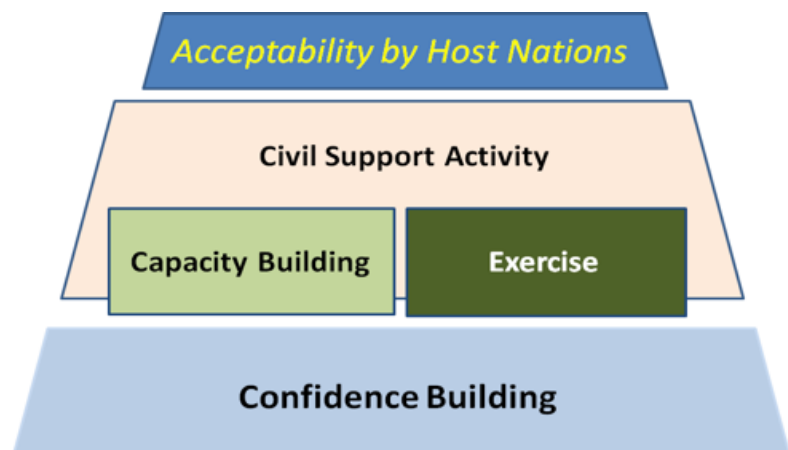 Acceptability by Host Nations
Civil Support Activity
Capacity Building
Exercise
Confidence Building